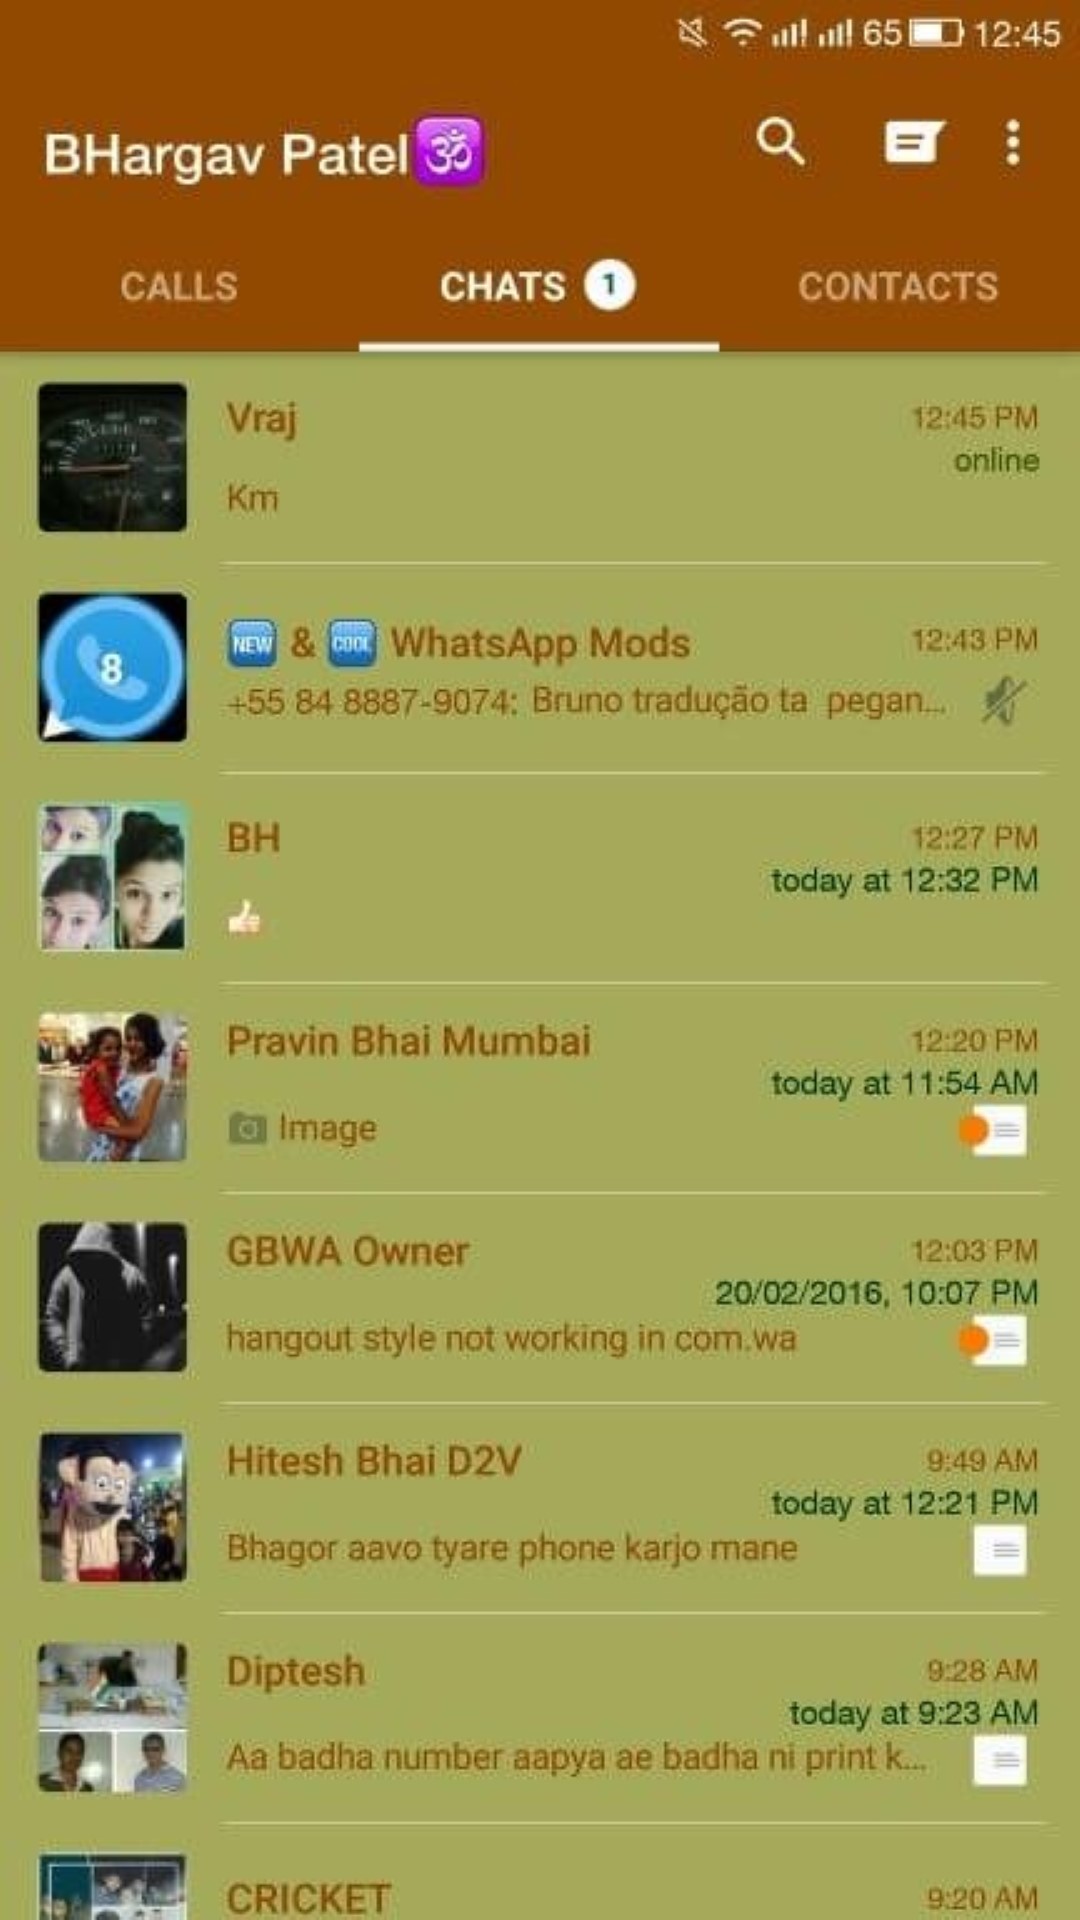 65 12:45
BHargav Patel🕉
CALLS
CHATS 1
CONTACTS
Vraj
12:45 PM
online
Km
8
🆕 & 🆒 WhatsApp Mods
12:43 PM
+55 84 8887-9074: Bruno tradução ta pegan...
BH
12:27 PM
today at 12:32 PM
👍🏻
Pravin Bhai Mumbai
12:20 PM
today at 11:54 AM
Image
GBWA Owner
12:03 PM
20/02/2016, 10:07 PM
hangout style not working in com.wa
Hitesh Bhai D2V
9:49 AM
today at 12:21 PM
Bhagor aavo tyare phone karjo mane
Diptesh
9:28 AM
today at 9:23 AM
Aa badha number aapya ae badha ni print k...
CRICKET
9:20 AM